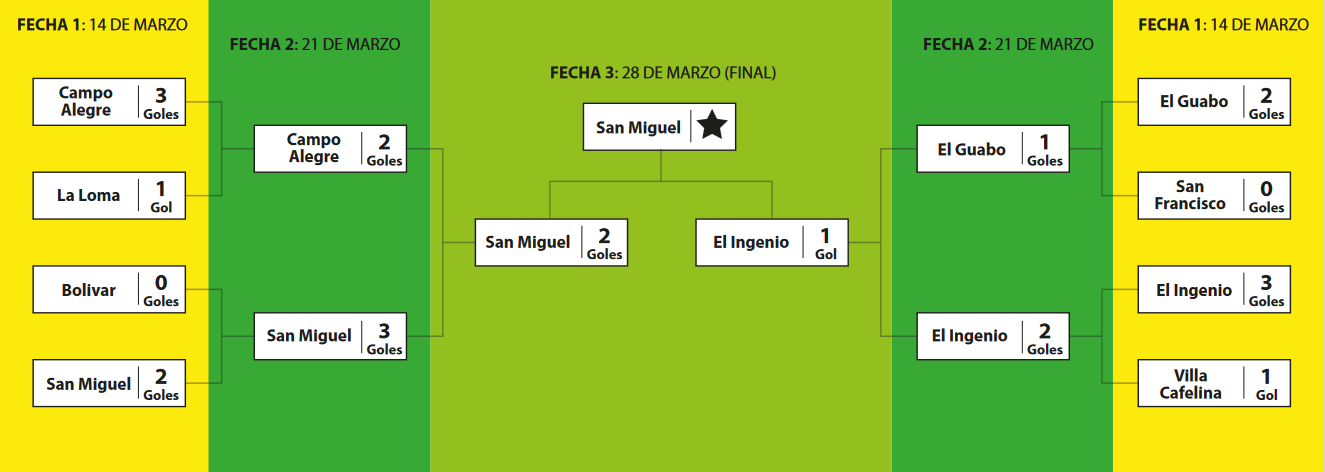 FECHA 1: 14 DE MARZO
Campo
Alegre
3
Goles
La Loma
1
Gol
Bolivar
0
Goles
San Miguel
2
Goles
FECHA 2: 21 DE MARZO
Campo
Alegre
2
Goles
San Miguel
3
Goles
FECHA 3: 28 DE MARZO (FINAL)
San Miguel
San Miguel
2
Goles
El Ingenio
1
Gol
FECHA 2: 21 DE MARZO
El Guabo
1
Goles
El Ingenio
2
Goles
FECHA 1: 14 DE MARZO
El Guabo
2
Goles
San
Francisco
0
Goles
El Ingenio
3
Goles
Villa
Cafelina
1
Gol